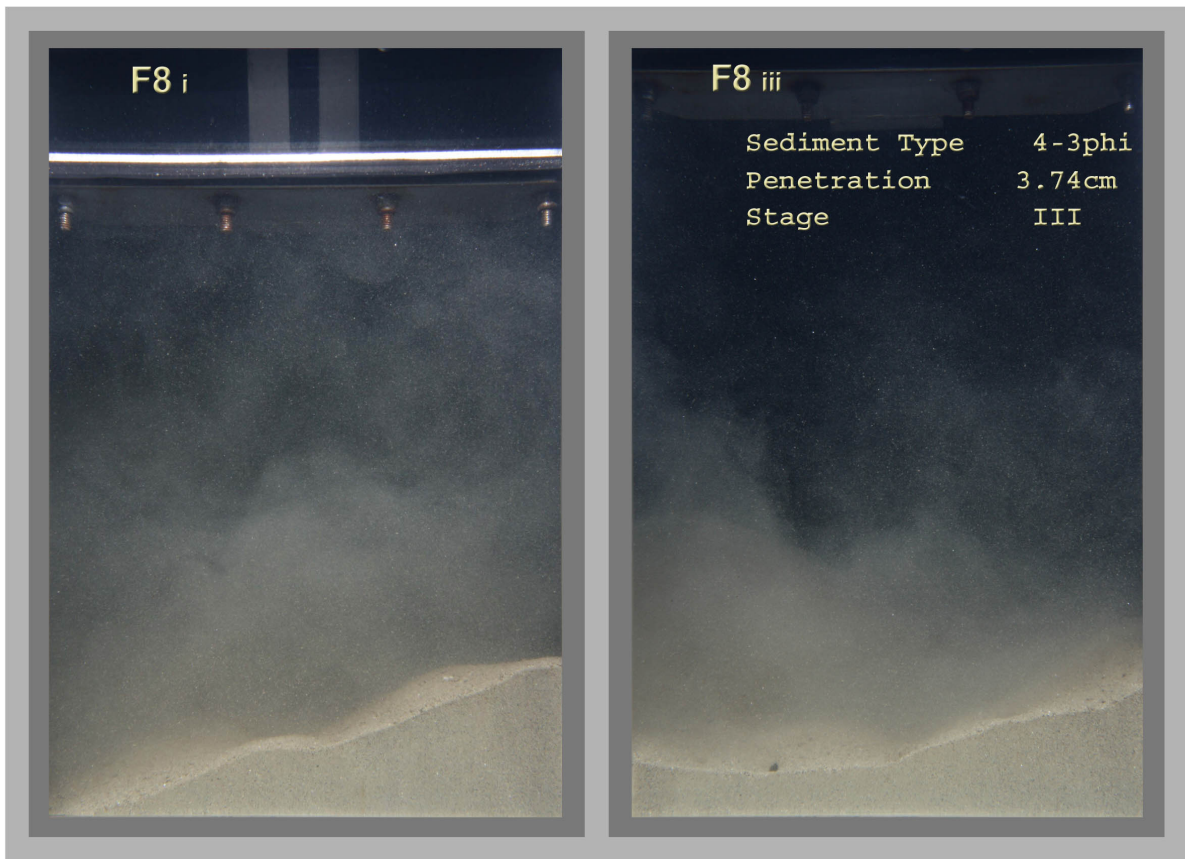 F8 i
F8 iii
Sediment Type 4-3phi
Penetration 3.74cm
Stage III